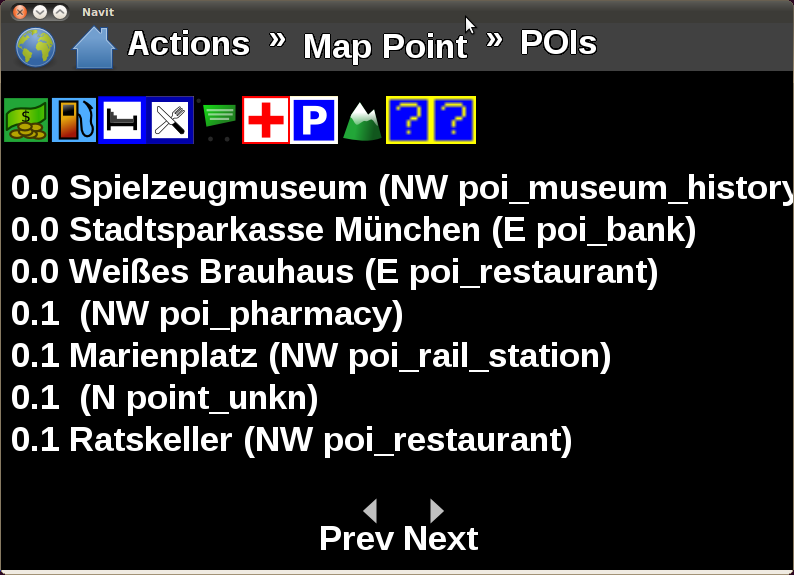 Navit
Actions » Map Point » POIs
$ P ? ?
0.0 Spielzeugmuseum (NW poi_museum_history
0.0 Stadtsparkasse München (E poi_bank)
0.0 Weißes Brauhaus (E poi_restaurant)
0.1 (NW poi_pharmacy)
0.1 Marienplatz (NW poi_rail_station)
0.1 (N point_unkn)
0.1 Ratskeller (NW poi_restaurant)
Prev Next